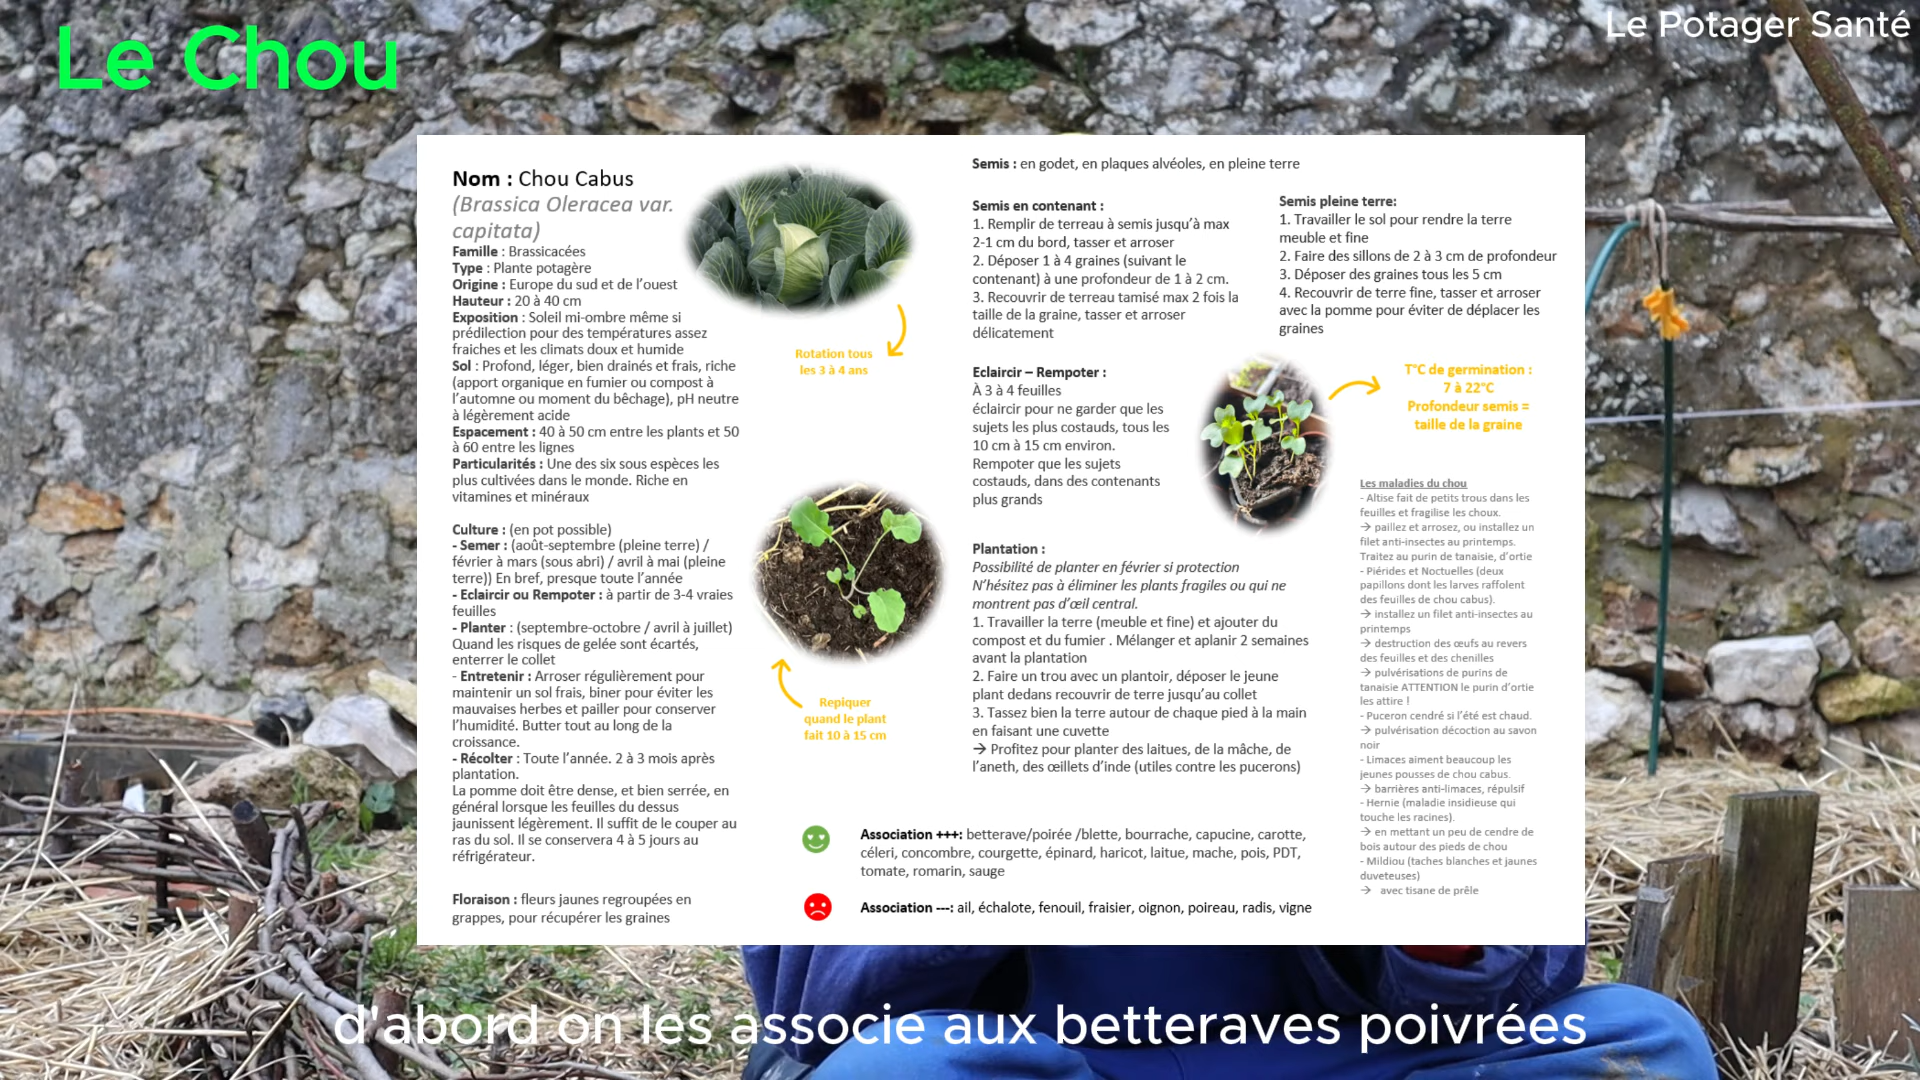 Le Chou
Le Potager Santé
Nom : Chou Cabus
(Brassica Oleracea var.
capitata)
Famille : Brassicacées
Type : Plante potagère
Origine : Europe du sud et de l'ouest
Hauteur : 20 à 40 cm
Exposition : Soleil mi-ombre même si
prédilection pour des températures assez
fraiches et les climats doux et humide
Sol : Profond, léger, bien drainés et frais, riche
(apport organique en fumier ou compost à
l'automne ou moment du bêchage), pH neutre
à légèrement acide
Espacement : 40 à 50 cm entre les plants et 50
à 60 entre les lignes
Particularités : Une des six sous espèces les
plus cultivées dans le monde. Riche en
vitamines et minéraux
Culture : (en pot possible)
- Semer : (août-septembre (pleine terre) /
février à mars (sous abri) / avril à mai (pleine
terre)) En bref, presque toute l'année
- Eclaircir ou Rempoter : à partir de 3-4 vraies
feuilles
- Planter : (septembre-octobre / avril à juillet)
Quand les risques de gelée sont écartés,
enterrer le collet
- Entretenir : Arroser régulièrement pour
maintenir un sol frais, biner pour éviter les
mauvaises herbes et pailler pour conserver
l'humidité. Butter tout au long de la
croissance.
- Récolter : Toute l'année. 2 à 3 mois après
plantation.
La pomme doit être dense, et bien serrée, en
général lorsque les feuilles du dessus
jaunissent légèrement. Il suffit de le couper au
ras du sol. Il se conservera 4 à 5 jours au
réfrigérateur.
Floraison : fleurs jaunes regroupées en
grappes, pour récupérer les graines
Rotation tous
les 3 à 4 ans
Repiquer
quand le plant
fait 10 à 15 cm
Semis : en godet, en plaques alvéoles, en pleine terre
Semis en contenant :
1. Remplir de terreau à semis jusqu'à max
2-1 cm du bord, tasser et arroser
2. Déposer 1 à 4 graines (suivant le
contenant) à une profondeur de 1 à 2 cm.
3. Recouvrir de terreau tamisé max 2 fois la
taille de la graine, tasser et arroser
délicatement
Semis pleine terre:
1. Travailler le sol pour rendre la terre
meuble et fine
2. Faire des sillons de 2 à 3 cm de profondeur
3. Déposer des graines tous les 5 cm
4. Recouvrir de terre fine, tasser et arroser
avec la pomme pour éviter de déplacer les
graines
Eclaircir – Rempoter :
À 3 à 4 feuilles
éclaircir pour ne garder que les
sujets les plus costauds, tous les
10 cm à 15 cm environ.
Rempoter que les sujets
costauds, dans des contenants
plus grands
T°C de germination :
7 à 22°C
Profondeur semis =
taille de la graine
Plantation :
Possibilité de planter en février si protection
N'hésitez pas à éliminer les plants fragiles ou qui ne
montrent pas d'œil central.
1. Travailler la terre (meuble et fine) et ajouter du
compost et du fumier . Mélanger et aplanir 2 semaines
avant la plantation
2. Faire un trou avec un plantoir, déposer le jeune
plant dedans recouvrir de terre jusqu'au collet
3. Tassez bien la terre autour de chaque pied à la main
en faisant une cuvette
→ Profitez pour planter des laitues, de la mâche, de
l'aneth, des œillets d'inde (utiles contre les pucerons)
Les maladies du chou
- Altise fait de petits trous dans les
feuilles et fragilise les choux.
→ paillez et arrosez, ou installez un
filet anti-insectes au printemps.
Traitez au purin de tanaisie, d'ortie
- Piérides et Noctuelles (deux
papillons dont les larves raffolent
des feuilles de chou cabus).
→ installez un filet anti-insectes au
printemps
→ destruction des œufs au revers
des feuilles et des chenilles
→ pulvérisations de purins de
tanaisie ATTENTION le purin d'ortie
les attire !
- Puceron cendré si l'été est chaud.
→ pulvérisation décoction au savon
noir
- Limaces aiment beaucoup les
jeunes pousses de chou cabus.
→ barrières anti-limaces, répulsif
- Hernie (maladie insidieuse qui
touche les racines).
→ en mettant un peu de cendre de
bois autour des pieds de chou
- Mildiou (taches blanches et jaunes
duveteuses)
→ avec tisane de prêle
Association +++: betterave/poirée /blette, bourrache, capucine, carotte,
céleri, concombre, courgette, épinard, haricot, laitue, mache, pois, PDT,
tomate, romarin, sauge
Association ---: ail, échalote, fenouil, fraisier, oignon, poireau, radis, vigne
d'abord on les associe aux betteraves poivrées